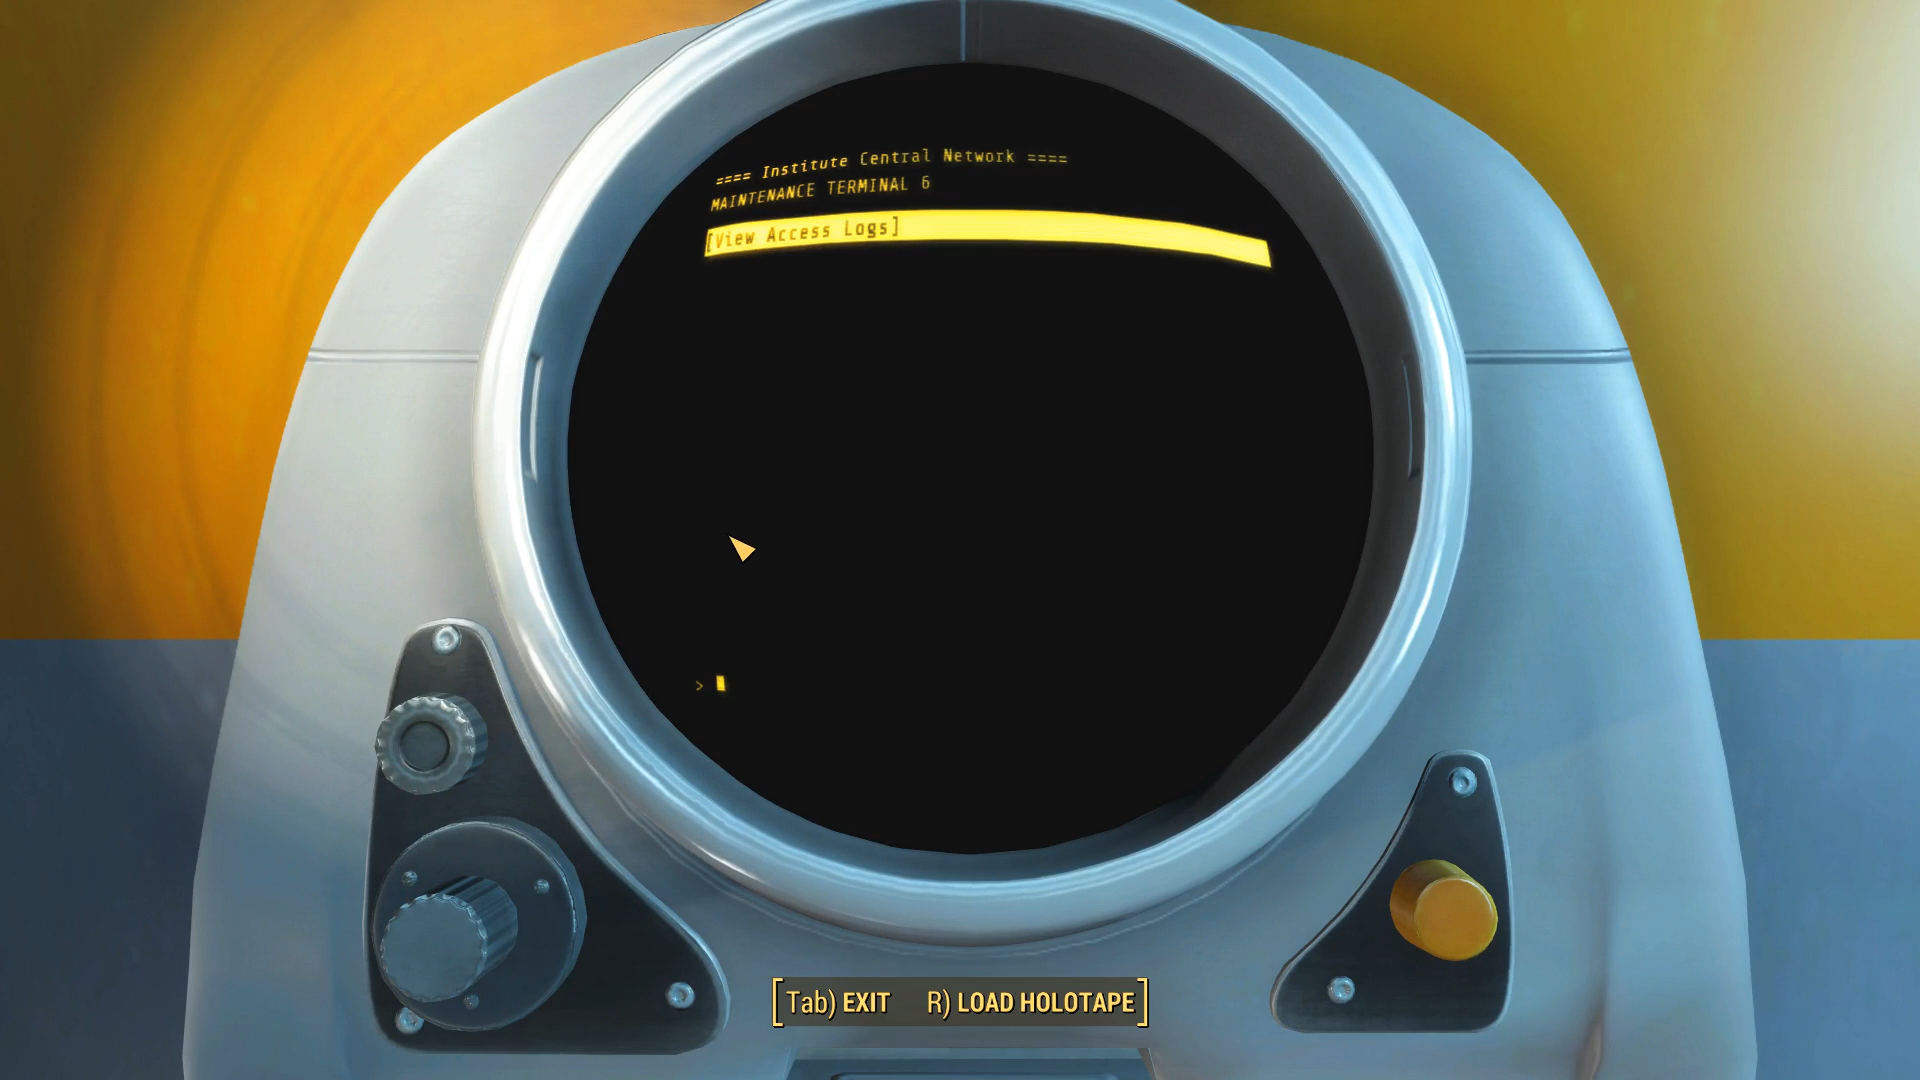 ==== Institute Central Network ====
MAINTENANCE TERMINAL 6
[View Access Logs]
>
[Tab) EXIT R) LOAD HOLOTAPE]